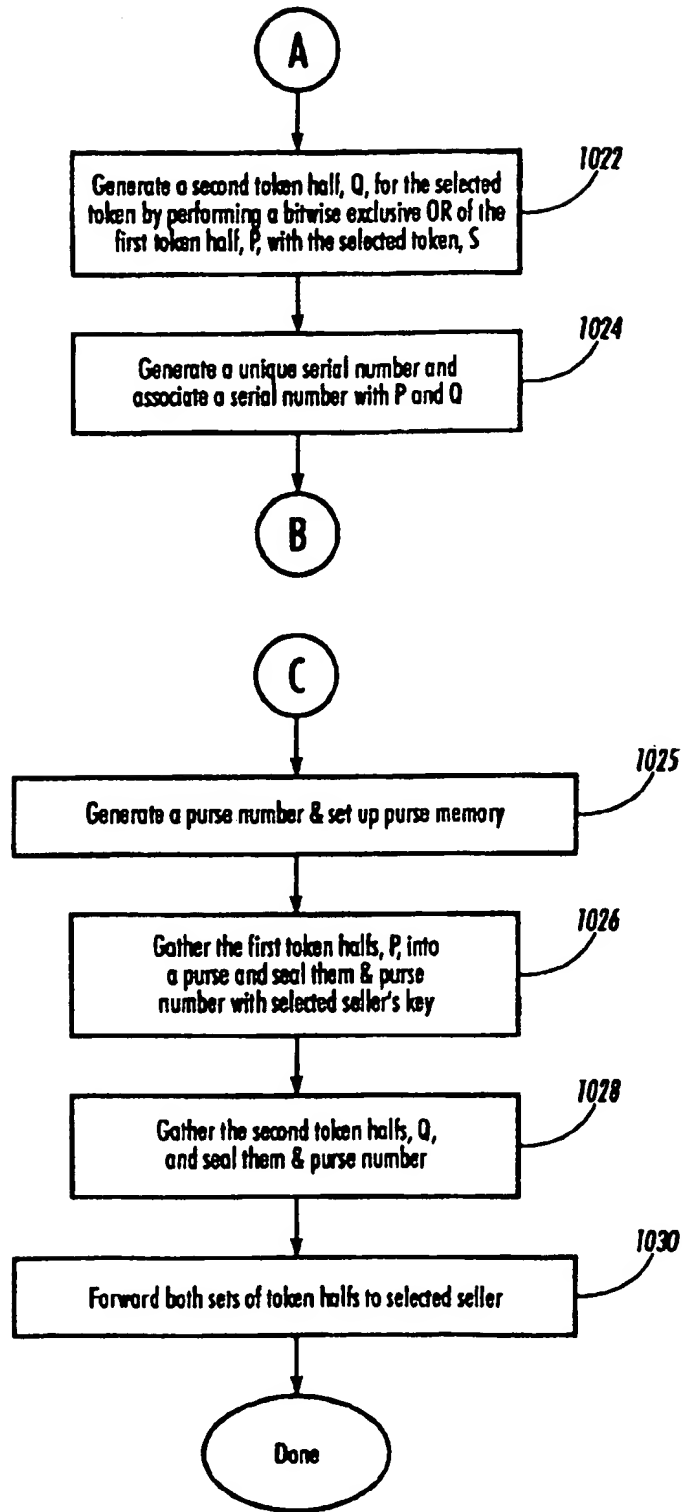 A
1022
Generate a second token half, Q, for the selected
token by performing a bitwise exclusive OR of the
first token half, P, with the selected token, S
1024
Generate a unique serial number and
associate a serial number with P and Q
B
C
1025
Generate a purse number & set up purse memory
1026
Gather the first token halfs, P, into
a purse and seal them & purse
number with selected seller's key
1028
Gather the second token halfs, Q,
and seal them & purse number
1030
Forward both sets of token halfs to selected seller
Done